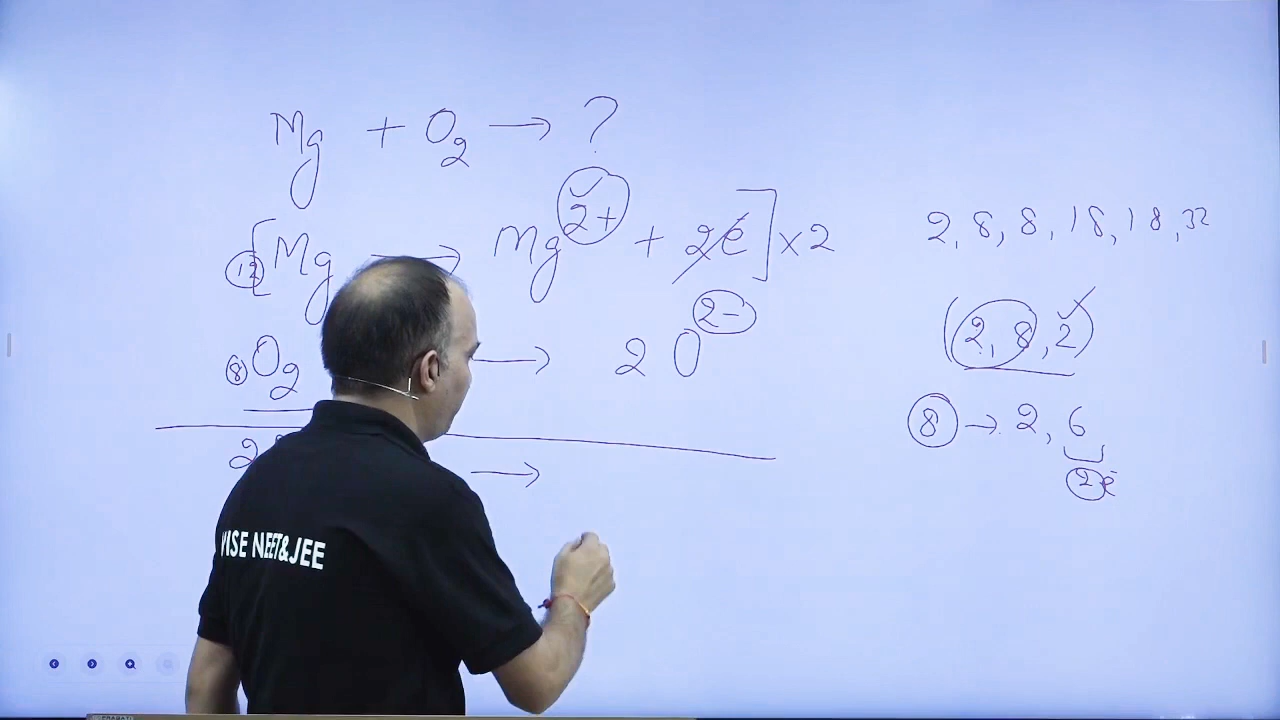 Mg + O₂ → ?
12 [Mg → Mg²⁺ + 2e] × 2
8 O₂ → 2 O²⁻
2 →
2, 8, 8, 18, 18, 32
(2, 8, 2)
8 → 2, 6
2e
NEET&JEE